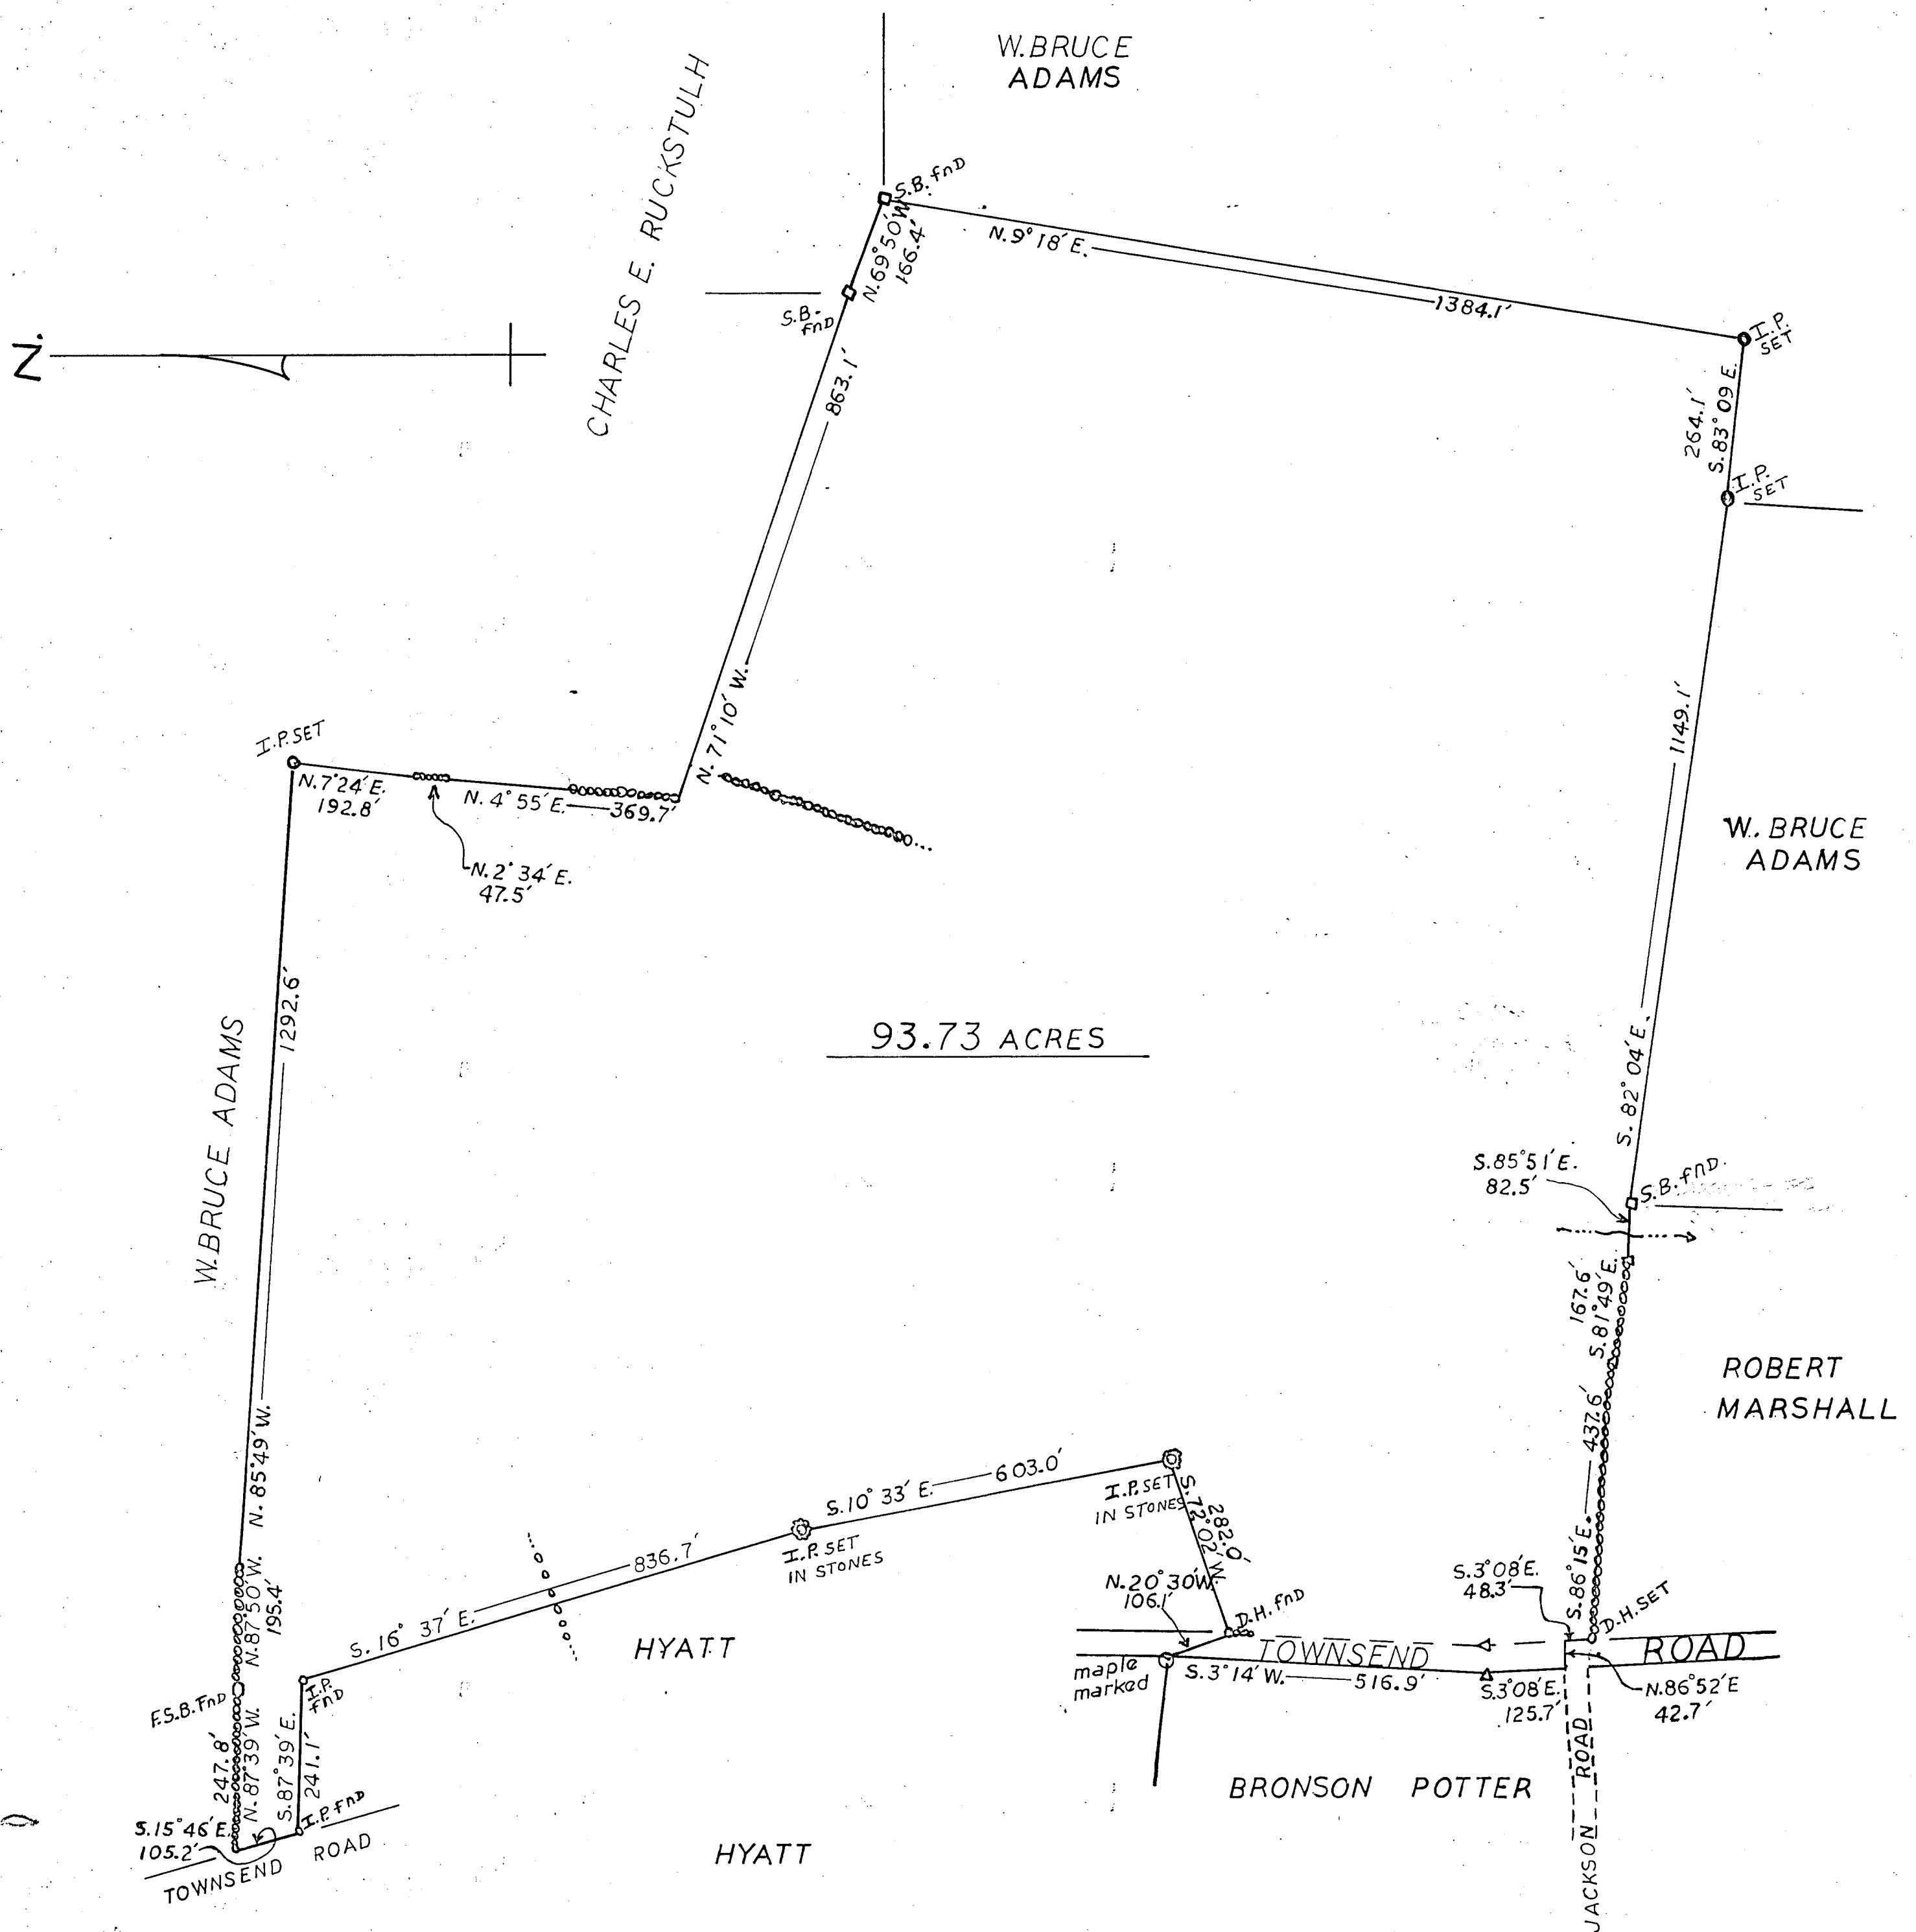 W. BRUCE
ADAMS
CHARLES E. RUCKSTULH
S.B. FND
N. 69° 50' W.
166.4'
N. 9° 18' E.
1384.1'
S.B.
FND
I.P.
SET
Z
863.1'
264.1'
S. 83° 09 E.
I.P.
SET
N. 71° 10' W.
1149.1'
I.P. SET
N. 7° 24' E.
192.8'
N. 4° 55' E.
369.7'
N. 2° 34' E.
47.5'
W. BRUCE
ADAMS
1292.6'
93.73 ACRES
W. BRUCE ADAMS
S. 82° 04' E.
S. 85° 51' E.
82.5'
S.B. FND.
167.6'
S. 81° 49' E.
ROBERT
MARSHALL
N. 85° 49' W.
437.6'
S. 86° 15' E.
S. 10° 33' E.
603.0'
I.P. SET
IN STONES
S. 72° 02' W.
282.0'
836.7'
I.P. SET
IN STONES
N. 87° 50' W.
195.4'
N. 20° 30' W.
106.1'
S. 3° 08' E.
48.3'
D.H. FND
D.H. SET
S. 16° 37' E.
HYATT
TOWNSEND
ROAD
maple
marked
S. 3° 14' W.
516.9'
S. 3° 08' E.
125.7'
N. 86° 52' E
42.7'
F.S.B. FND
I.P.
FND
247.8'
N. 87° 39' W.
S. 87° 39' E.
241.1'
BRONSON POTTER
JACKSON ROAD
I.P. FND
S. 15° 46' E.
105.2'
TOWNSEND ROAD
HYATT